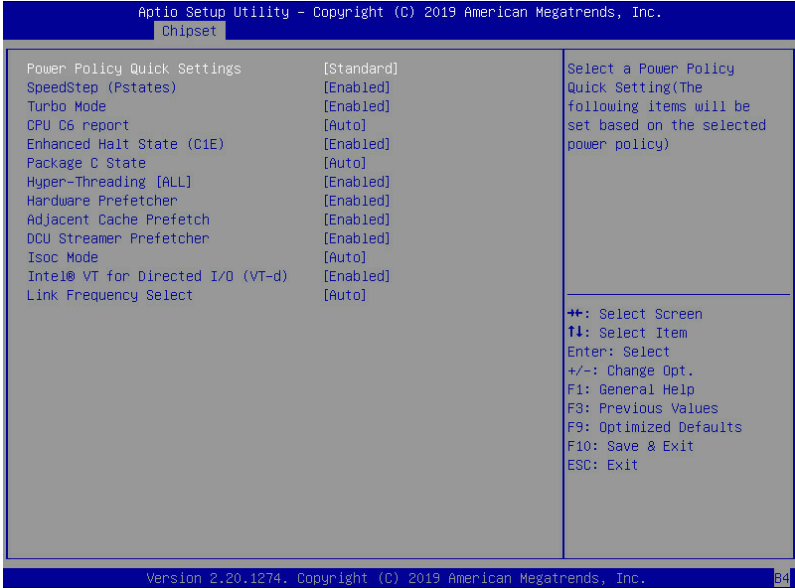 Aptio Setup Utility – Copyright (C) 2019 American Megatrends, Inc.
Chipset
Power Policy Quick Settings [Standard]
SpeedStep (Pstates) [Enabled]
Turbo Mode [Enabled]
CPU C6 report [Auto]
Enhanced Halt State (C1E) [Enabled]
Package C State [Auto]
Hyper-Threading [ALL] [Enabled]
Hardware Prefetcher [Enabled]
Adjacent Cache Prefetch [Enabled]
DCU Streamer Prefetcher [Enabled]
Isoc Mode [Auto]
Intel® VT for Directed I/O (VT-d) [Enabled]
Link Frequency Select [Auto]
Select a Power Policy
Quick Setting(The
following items will be
set based on the selected
power policy)
→←: Select Screen
↑↓: Select Item
Enter: Select
+/-: Change Opt.
F1: General Help
F3: Previous Values
F9: Optimized Defaults
F10: Save & Exit
ESC: Exit
Version 2.20.1274. Copyright (C) 2019 American Megatrends, Inc.
B4